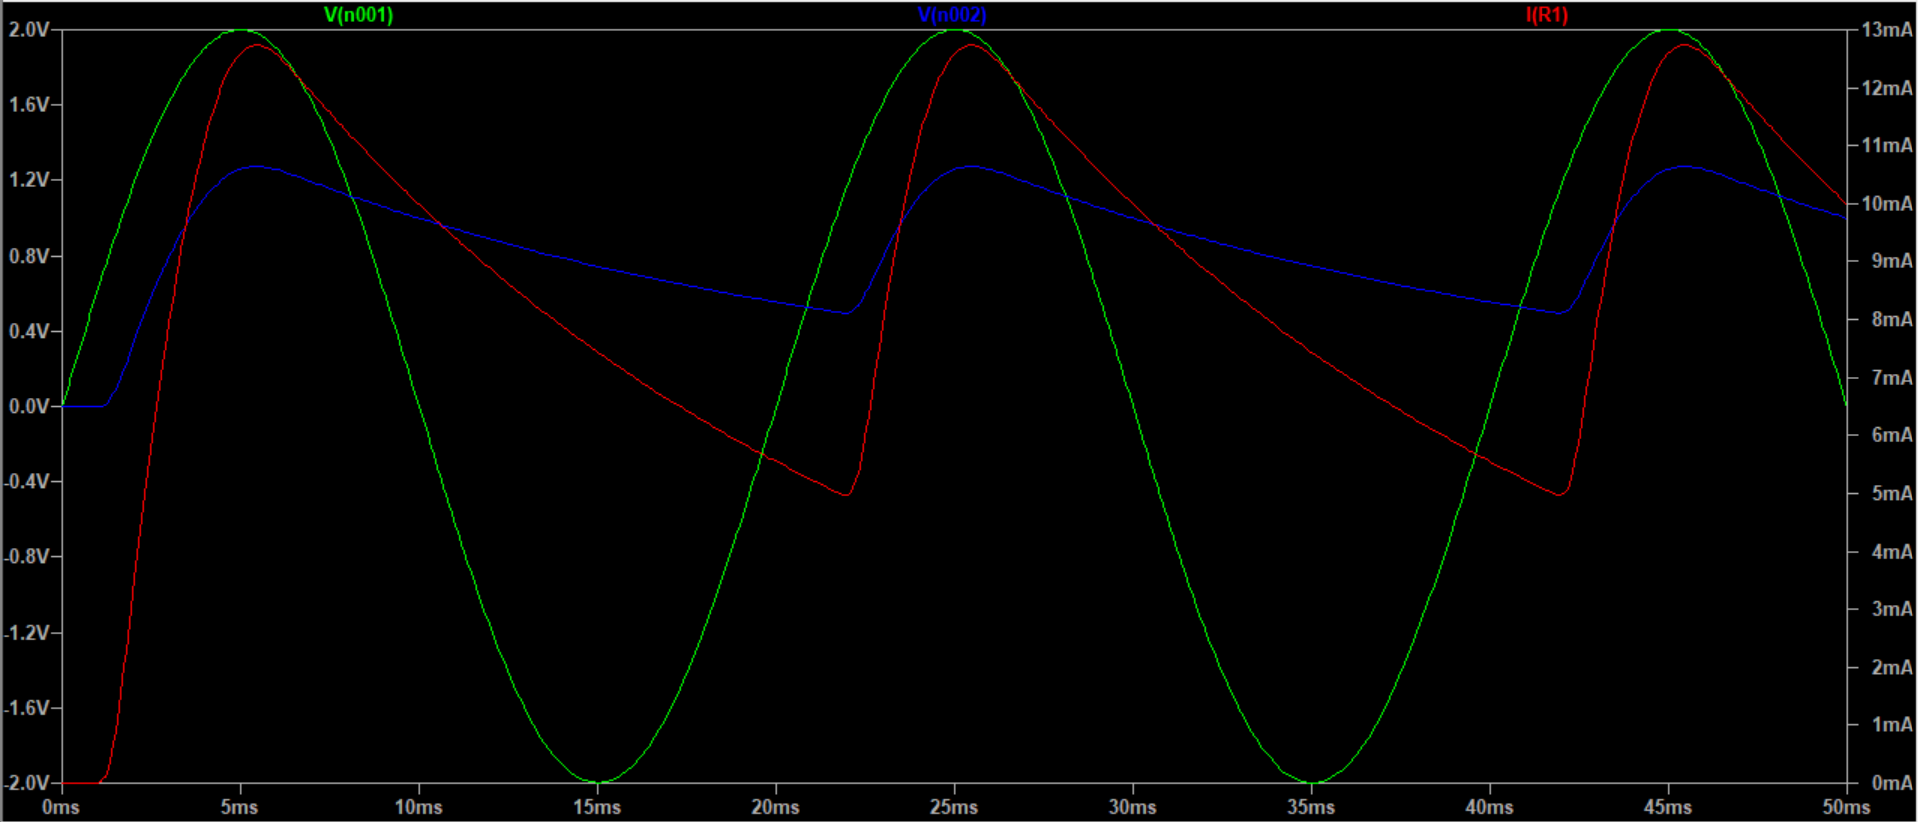 V(n001) V(n002) I(R1)
2.0V 13mA
1.6V 12mA
11mA
1.2V 10mA
0.8V 9mA
0.4V 8mA
0.0V 7mA
6mA
-0.4V 5mA
-0.8V 4mA
-1.2V 3mA
2mA
-1.6V 1mA
-2.0V 0mA
0ms 5ms 10ms 15ms 20ms 25ms 30ms 35ms 40ms 45ms 50ms